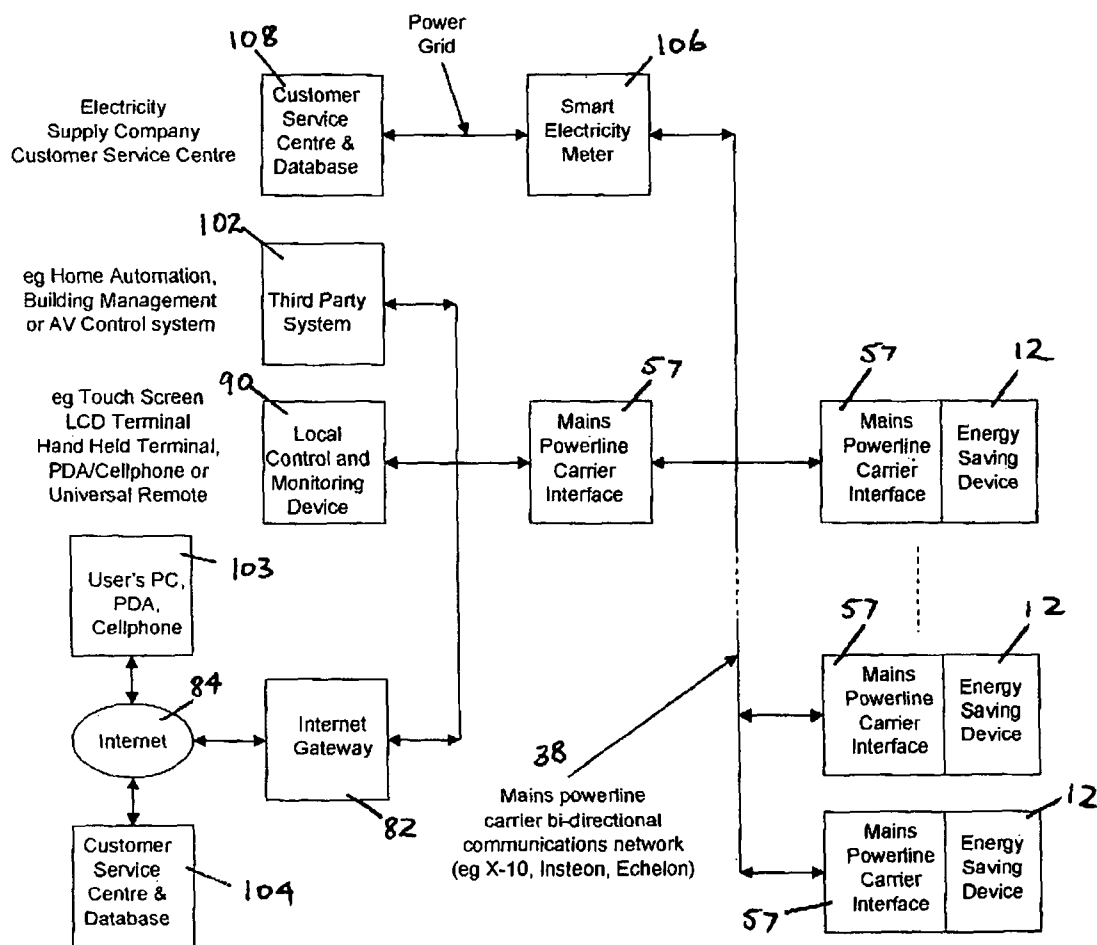 Power
Grid
108
106
Electricity
Supply Company
Customer Service Centre
Customer
Service
Centre &
Database
Smart
Electricity
Meter
102
eg Home Automation,
Building Management
or AV Control system
Third Party
System
90
57
57
12
eg Touch Screen
LCD Terminal
Hand Held Terminal,
PDA/Cellphone or
Universal Remote
Local
Control and
Monitoring
Device
Mains
Powerline
Carrier
Interface
Mains
Powerline
Carrier
Interface
Energy
Saving
Device
103
User's PC,
PDA,
Cellphone
57
12
Mains
Powerline
Carrier
Interface
Energy
Saving
Device
84
Internet
Internet
Gateway
82
38
Mains powerline
carrier bi-directional
communications network
(eg X-10, Insteon, Echelon)
12
Mains
Powerline
Carrier
Interface
Energy
Saving
Device
57
Customer
Service
Centre &
Database
104